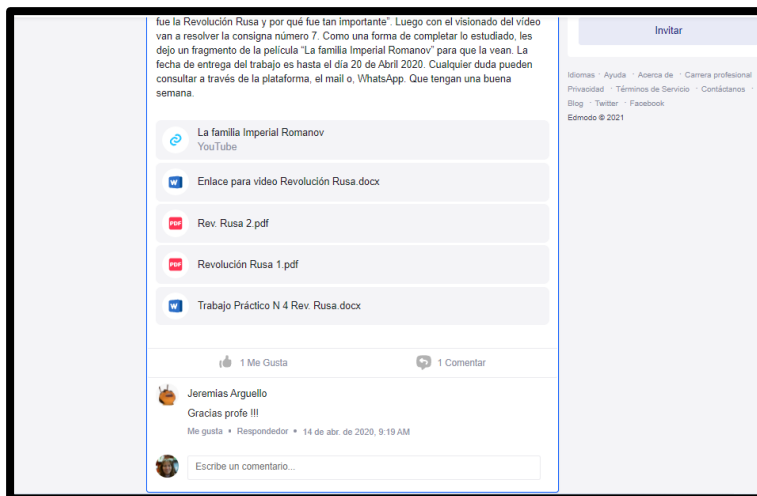 fue la Revolución Rusa y por qué fue tan importante". Luego con el visionado del vídeo
van a resolver la consigna número 7. Como una forma de completar lo estudiado, les
dejo un fragmento de la película "La familia Imperial Romanov" para que la vean. La
fecha de entrega del trabajo es hasta el día 20 de Abril 2020. Cualquier duda pueden
consultar a través de la plataforma, el mail o, WhatsApp. Que tengan una buena
semana.
La familia Imperial Romanov
YouTube
Enlace para video Revolución Rusa.docx
Rev. Rusa 2.pdf
Revolución Rusa 1.pdf
Trabajo Práctico N 4 Rev. Rusa.docx
1 Me Gusta
1 Comentar
Jeremias Arguello
Gracias profe !!!
Me gusta • Respondedor • 14 de abr. de 2020, 9:19 AM
Escribe un comentario...
Invitar
Idiomas · Ayuda · Acerca de · Carrera profesional
Privacidad · Términos de Servicio · Contáctanos ·
Blog · Twitter · Facebook
Edmodo © 2021